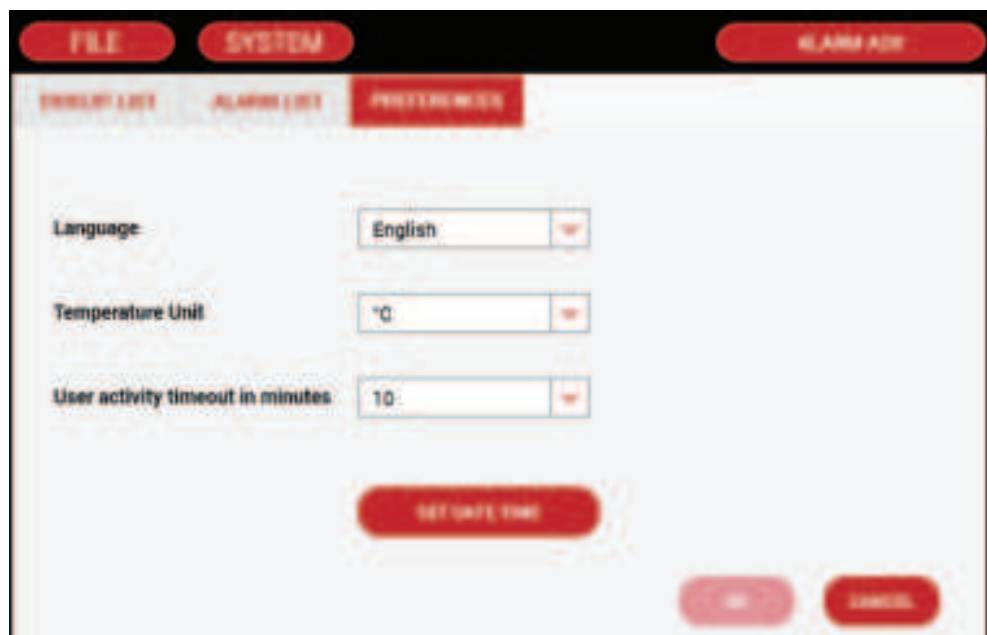 FILE SYSTEM ALARM ADV
ALARM LIST PREFERENCES
Language English
Temperature Unit °C
User activity timeout in minutes 10
SET DATE TIME
CANCEL